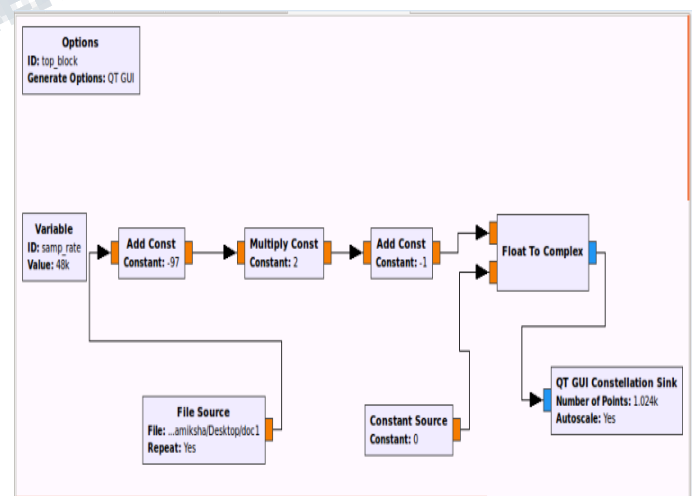 Options
ID: top_block
Generate Options: QT GUI
Variable
ID: samp_rate
Value: 48k
Add Const
Constant: -97
Multiply Const
Constant: 2
Add Const
Constant: -1
Float To Complex
File Source
File: ...amiksha/Desktop/doc1
Repeat: Yes
Constant Source
Constant: 0
QT GUI Constellation Sink
Number of Points: 1.024k
Autoscale: Yes